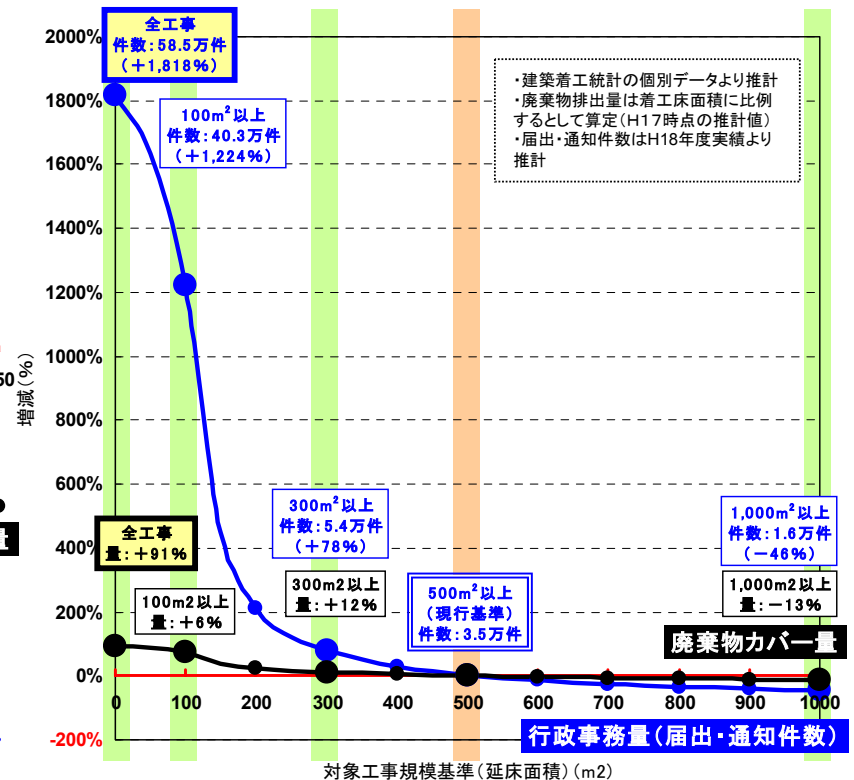 全工事
件数:58.5万件
(+1,818%)
100m²以上
件数:40.3万件
(+1,224%)
・建築着工統計の個別データより推計
・廃棄物排出量は着工床面積に比例
するとして算定(H17時点の推計値)
・届出・通知件数はH18年度実績より
推計
2000%
1800%
1600%
1400%
1200%
1000%
800%
600%
400%
200%
0%
-200%
増減(%)
50
量
300m²以上
件数:5.4万件
(+78%)
1,000m²以上
件数:1.6万件
(-46%)
全工事
量:+91%
100m2以上
量:+6%
300m2以上
量:+12%
500m²以上
(現行基準)
件数:3.5万件
1,000m2以上
量:-13%
廃棄物カバー量
0 100 200 300 400 500 600 700 800 900 1000
行政事務量(届出・通知件数)
対象工事規模基準(延床面積)(m2)